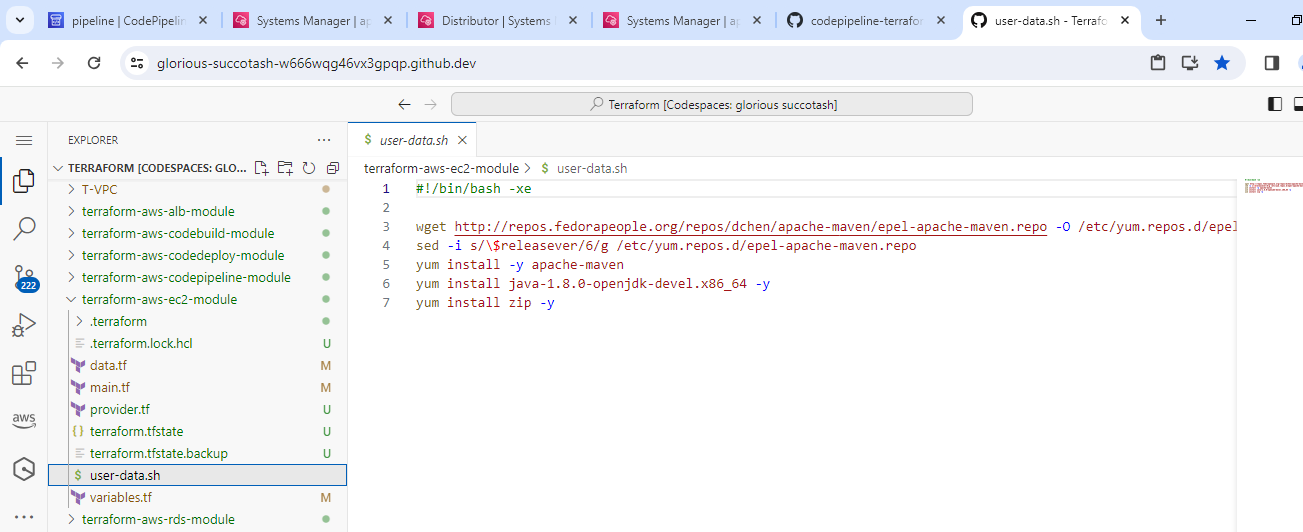 pipeline | CodePipelin
Systems Manager | ap
Distributor | Systems
Systems Manager | ap
codepipeline-terrafor
user-data.sh - Terrafo
glorious-succotash-w666wqg46vx3gpqp.github.dev
Terraform [Codespaces: glorious succotash]
EXPLORER
user-data.sh
TERRAFORM [CODESPACES: GLO...
terraform-aws-ec2-module > $ user-data.sh
T-VPC
1 #!/bin/bash -xe
terraform-aws-alb-module
2
terraform-aws-codebuild-module
3 wget http://repos.fedorapeople.org/repos/dchen/apache-maven/epel-apache-maven.repo -O /etc/yum.repos.d/epel
4 sed -i s/\$releasever/6/g /etc/yum.repos.d/epel-apache-maven.repo
terraform-aws-codedeploy-module
5 yum install -y apache-maven
terraform-aws-codepipeline-module
6 yum install java-1.8.0-openjdk-devel.x86_64 -y
222
terraform-aws-ec2-module
7 yum install zip -y
.terraform
.terraform.lock.hcl U
data.tf M
main.tf M
provider.tf U
aws
terraform.tfstate U
terraform.tfstate.backup U
$ user-data.sh
variables.tf M
terraform-aws-rds-module